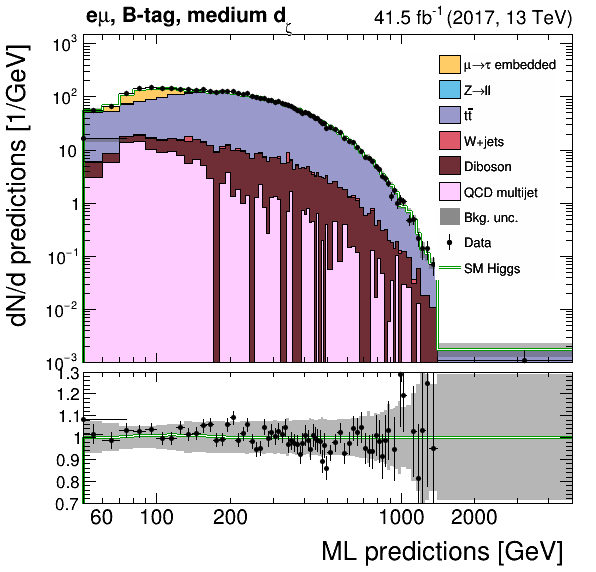 eμ, B-tag, medium dζ 41.5 fb⁻¹ (2017, 13 TeV)
dN/d predictions [1/GeV]
10³
10²
10
1
10⁻¹
10⁻²
10⁻³
μ→τ embedded
Z→ll
tt̄
W+jets
Diboson
QCD multijet
Bkg. unc.
Data
SM Higgs
1.3
1.2
1.1
1
0.9
0.8
0.7
60 100 200 1000 2000
ML predictions [GeV]